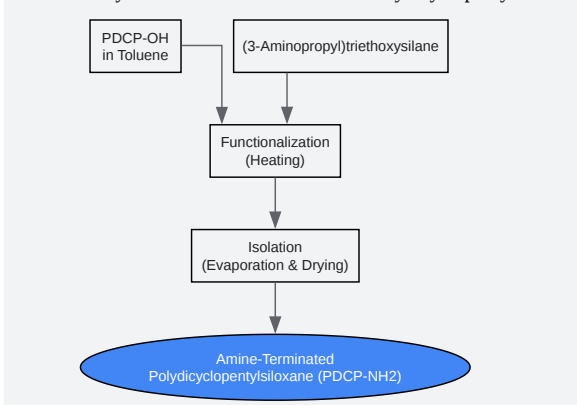 PDCP-OH
in Toluene
(3-Aminopropyl)triethoxysilane
Functionalization
(Heating)
Isolation
(Evaporation & Drying)
Amine-Terminated
Polydicyclopentylsiloxane (PDCP-NH2)